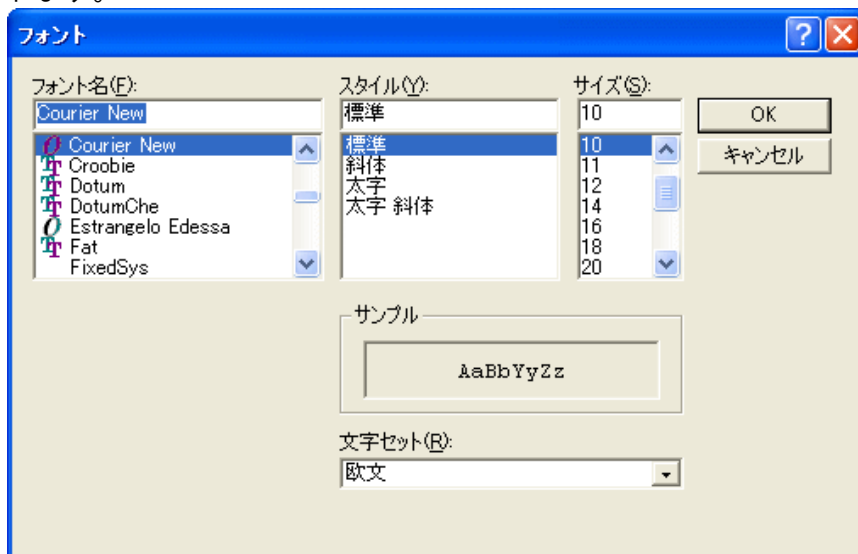 フォント
フォント名(F):
Courier New
Courier New
Croobie
Dotum
DotumChe
Estrangelo Edessa
Fat
FixedSys
スタイル(Y):
標準
標準
斜体
太字
太字 斜体
サイズ(S):
10
10
11
12
14
16
18
20
OK
キャンセル
サンプル
AaBbYyZz
文字セット(R):
欧文